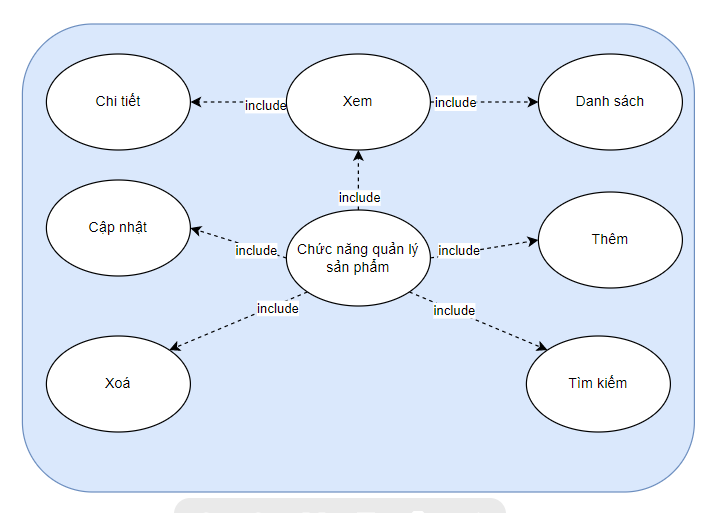 Chi tiết
include
Xem
include
Danh sách
include
Cập nhật
include
Chức năng quản lý
sản phẩm
include
Thêm
include
include
Xoá
Tìm kiếm